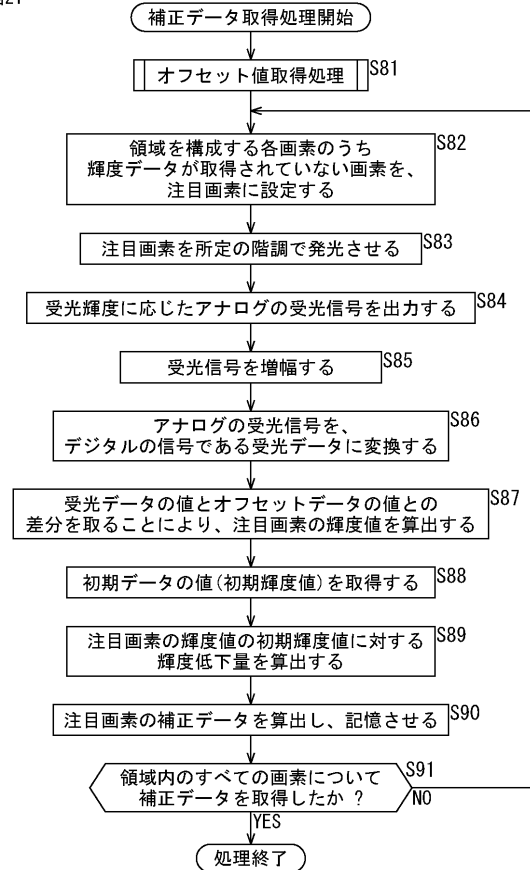 図21
補正データ取得処理開始
オフセット値取得処理
S81
領域を構成する各画素のうち
輝度データが取得されていない画素を、
注目画素に設定する
S82
注目画素を所定の階調で発光させる
S83
受光輝度に応じたアナログの受光信号を出力する
S84
受光信号を増幅する
S85
アナログの受光信号を、
デジタルの信号である受光データに変換する
S86
受光データの値とオフセットデータの値との
差分を取ることにより、注目画素の輝度値を算出する
S87
初期データの値(初期輝度値)を取得する
S88
注目画素の輝度値の初期輝度値に対する
輝度低下量を算出する
S89
注目画素の補正データを算出し、記憶させる
S90
領域内のすべての画素について
補正データを取得したか ?
S91
NO
YES
処理終了